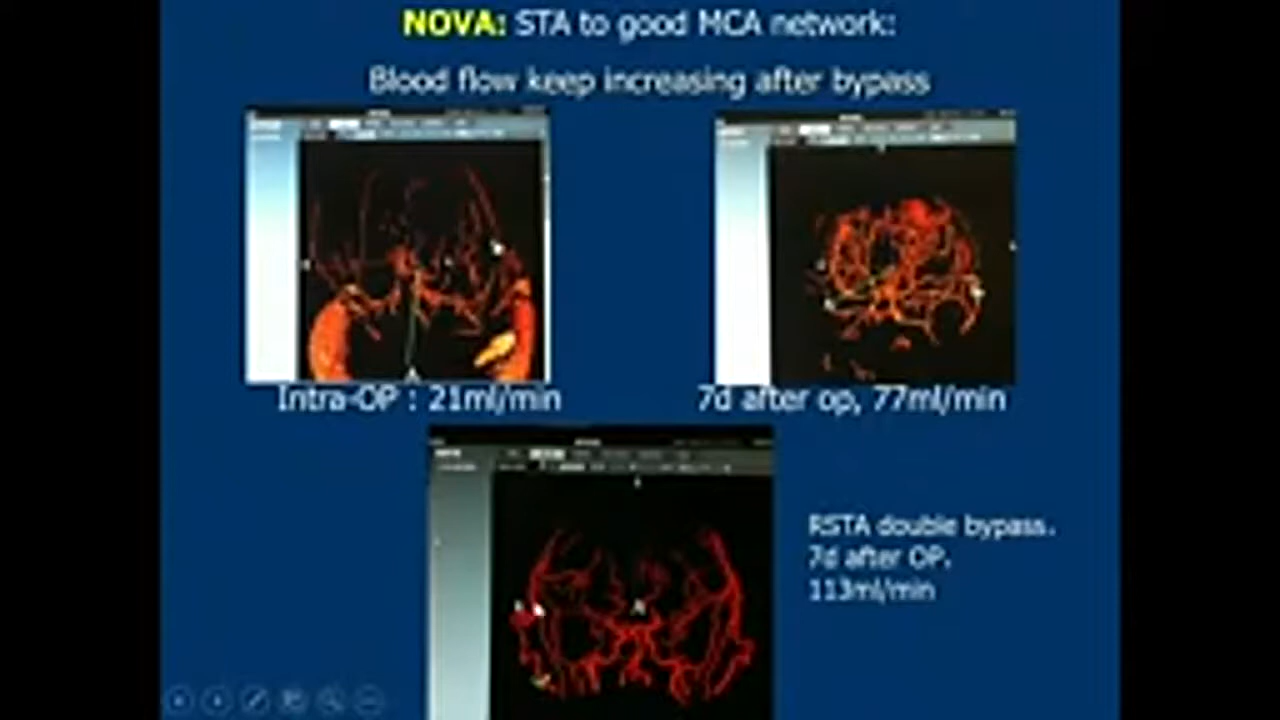 NOVA: STA to good MCA network:
Blood flow keep increasing after bypass
Intra-OP : 21ml/min
7d after op, 77ml/min
RSTA double bypass.
7d after OP.
113ml/min